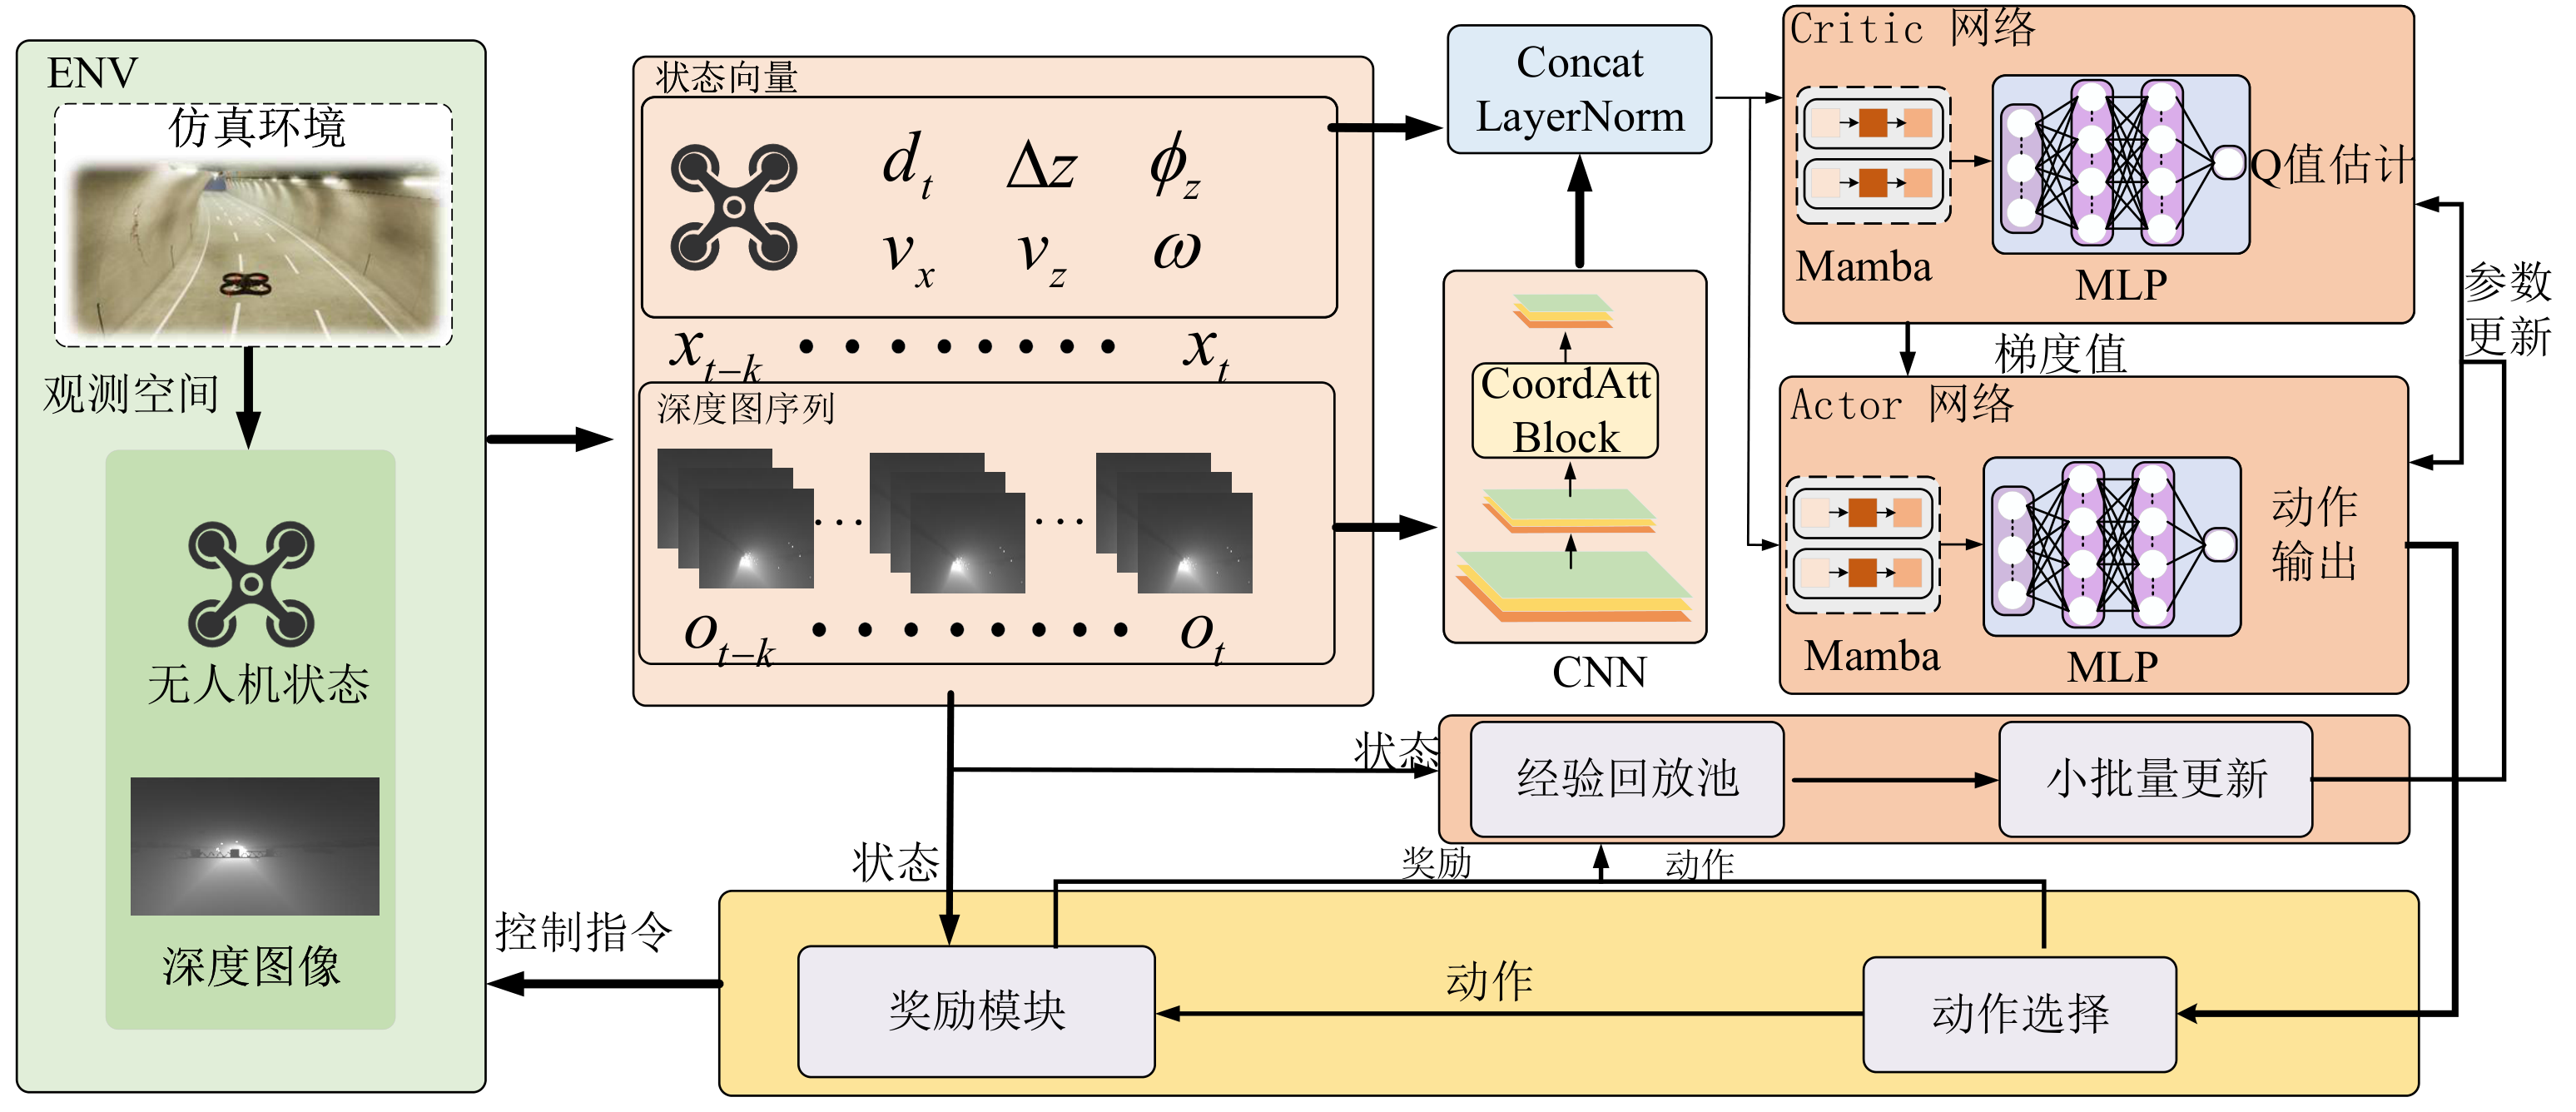 ENV
仿真环境
观测空间
无人机状态
深度图像
状态向量
d_t Δz ϕ_z
v_x v_z ω
x_{t-k} • • • • • • • • x_t
深度图序列
... ...
o_{t-k} • • • • • • • • o_t
Concat
LayerNorm
CoordAtt
Block
CNN
Critic 网络
Mamba
MLP
Q值估计
梯度值
参数
更新
Actor 网络
Mamba
MLP
动作
输出
状态
经验回放池
小批量更新
状态
奖励
动作
控制指令
奖励模块
动作
动作选择